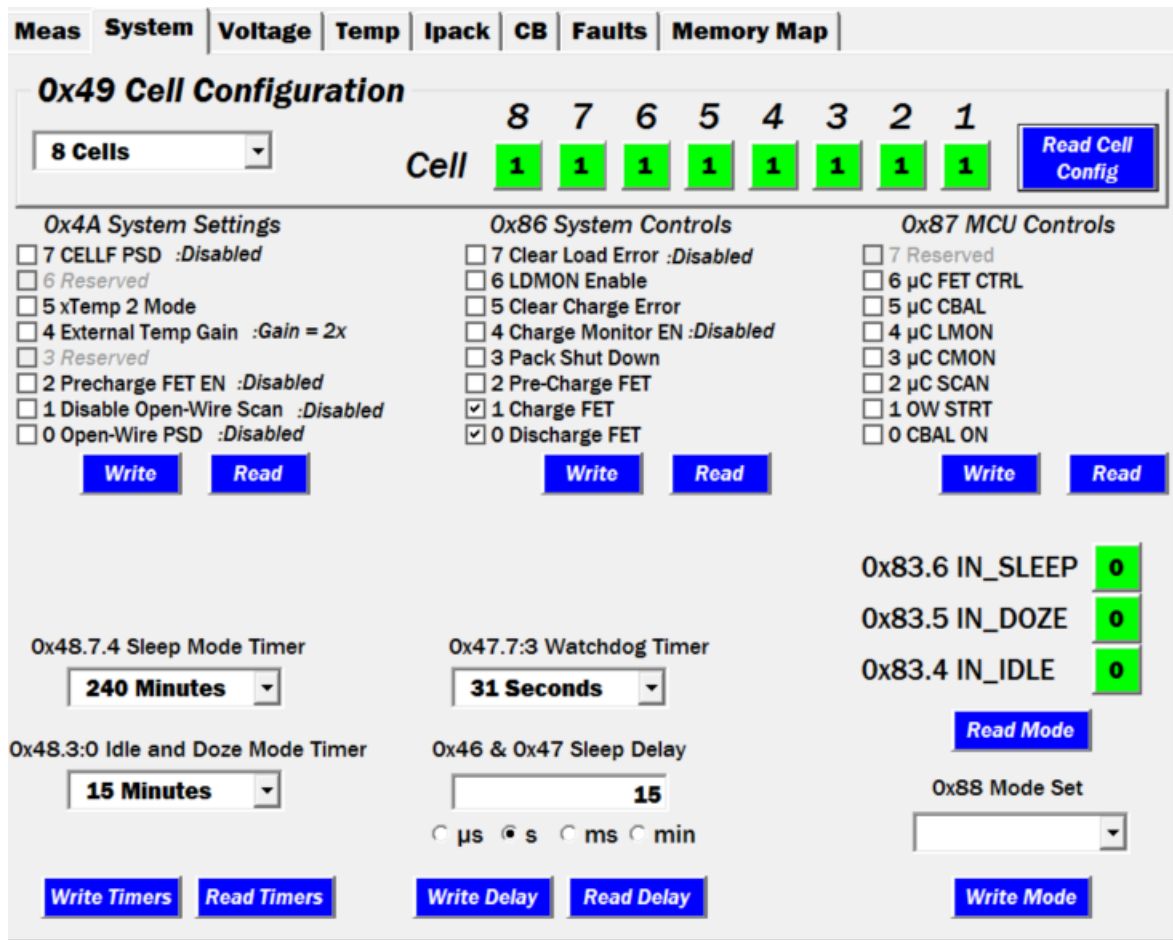 Meas System Voltage Temp Ipack CB Faults Memory Map
0x49 Cell Configuration
8 7 6 5 4 3 2 1
8 Cells
Cell 1 1 1 1 1 1 1 1
Read Cell
Config
0x4A System Settings
7 CELLF PSD :Disabled
6 Reserved
5 xTemp 2 Mode
4 External Temp Gain :Gain = 2x
3 Reserved
2 Precharge FET EN :Disabled
1 Disable Open-Wire Scan :Disabled
0 Open-Wire PSD :Disabled
Write Read
0x86 System Controls
7 Clear Load Error :Disabled
6 LDMON Enable
5 Clear Charge Error
4 Charge Monitor EN :Disabled
3 Pack Shut Down
2 Pre-Charge FET
1 Charge FET
0 Discharge FET
Write Read
0x87 MCU Controls
7 Reserved
6 µC FET CTRL
5 µC CBAL
4 µC LMON
3 µC CMON
2 µC SCAN
1 OW STRT
0 CBAL ON
Write Read
0x48.7.4 Sleep Mode Timer
240 Minutes
0x48.3:0 Idle and Doze Mode Timer
15 Minutes
Write Timers Read Timers
0x47.7:3 Watchdog Timer
31 Seconds
0x46 & 0x47 Sleep Delay
15
µs s ms min
Write Delay Read Delay
0x83.6 IN_SLEEP 0
0x83.5 IN_DOZE 0
0x83.4 IN_IDLE 0
Read Mode
0x88 Mode Set
Write Mode